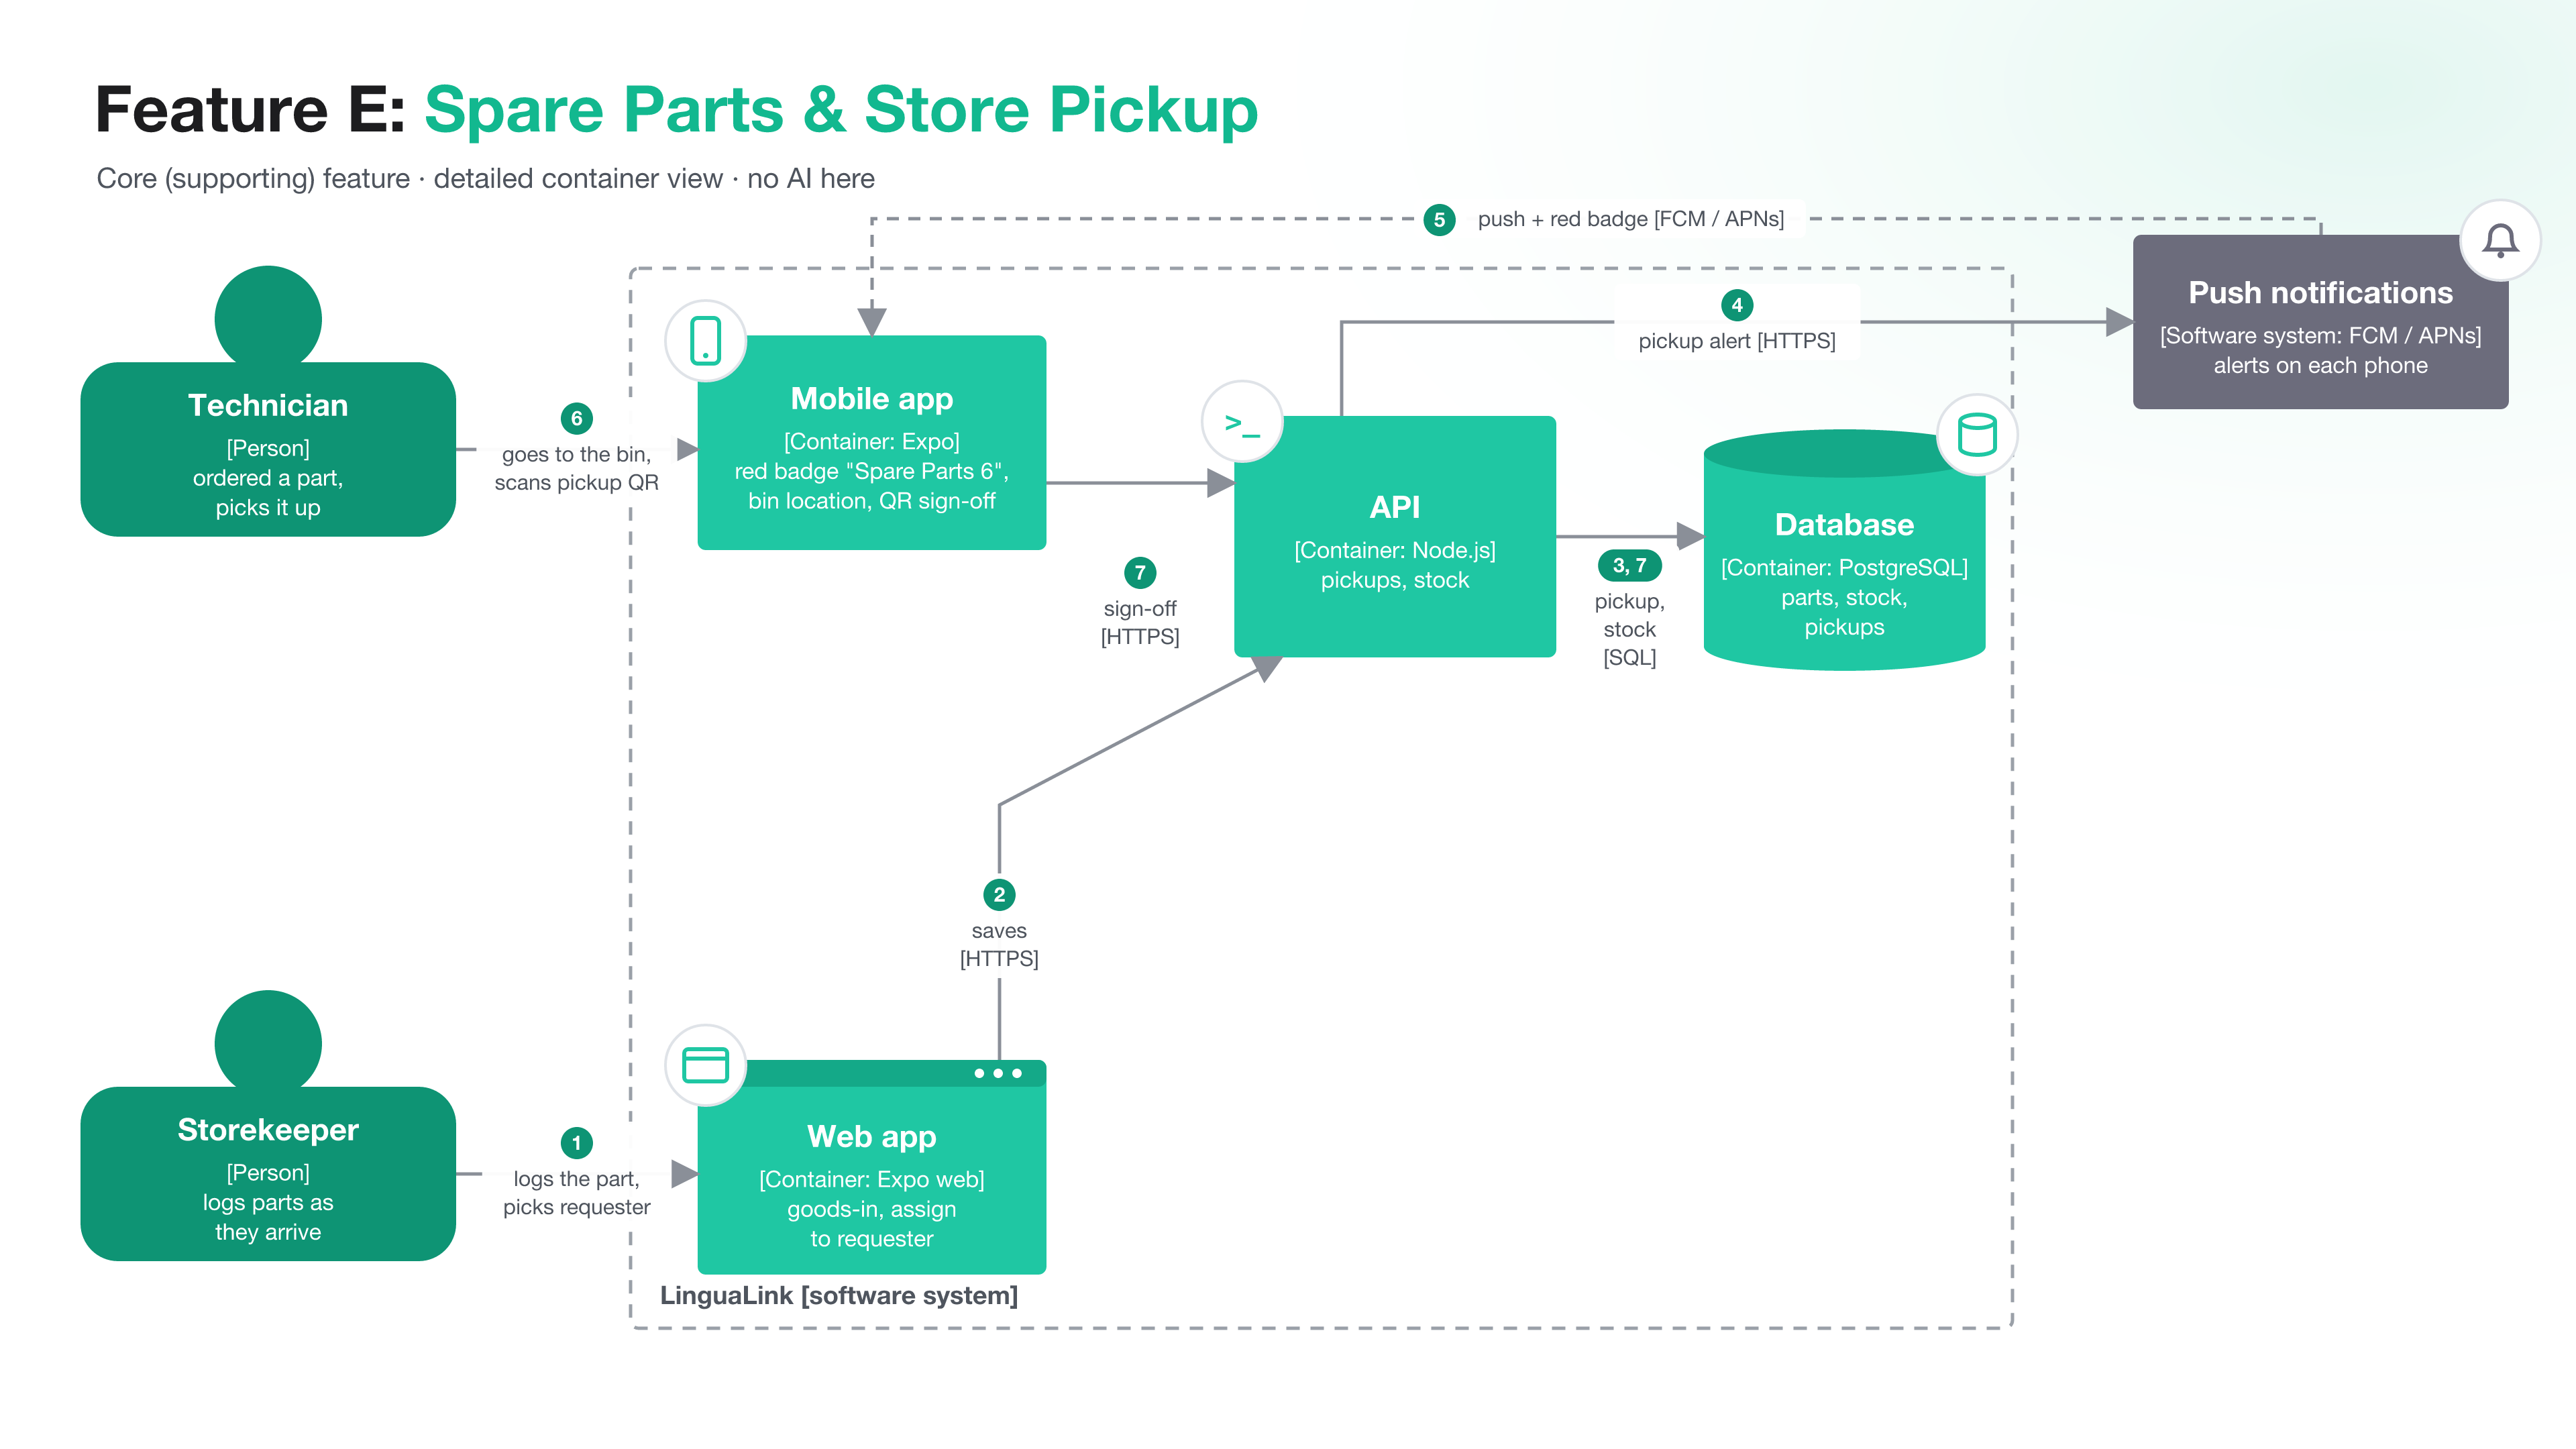 Feature E: Spare Parts & Store Pickup
Core (supporting) feature · detailed container view · no AI here
5
push + red badge [FCM / APNs]
Push notifications
[Software system: FCM / APNs]
alerts on each phone
4
pickup alert [HTTPS]
Technician
[Person]
ordered a part,
picks it up
6
goes to the bin,
scans pickup QR
Mobile app
[Container: Expo]
red badge "Spare Parts 6",
bin location, QR sign-off
7
sign-off
[HTTPS]
>_
API
[Container: Node.js]
pickups, stock
3, 7
pickup,
stock
[SQL]
Database
[Container: PostgreSQL]
parts, stock,
pickups
2
saves
[HTTPS]
Storekeeper
[Person]
logs parts as
they arrive
1
logs the part,
picks requester
Web app
[Container: Expo web]
goods-in, assign
to requester
LinguaLink [software system]